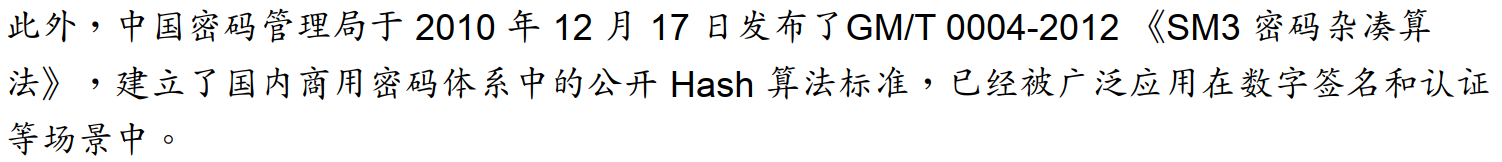 此外，中国密码管理局于 2010 年 12 月 17 日发布了GM/T 0004-2012 《SM3 密码杂凑算
法》，建立了国内商用密码体系中的公开 Hash 算法标准，已经被广泛应用在数字签名和认证
等场景中。